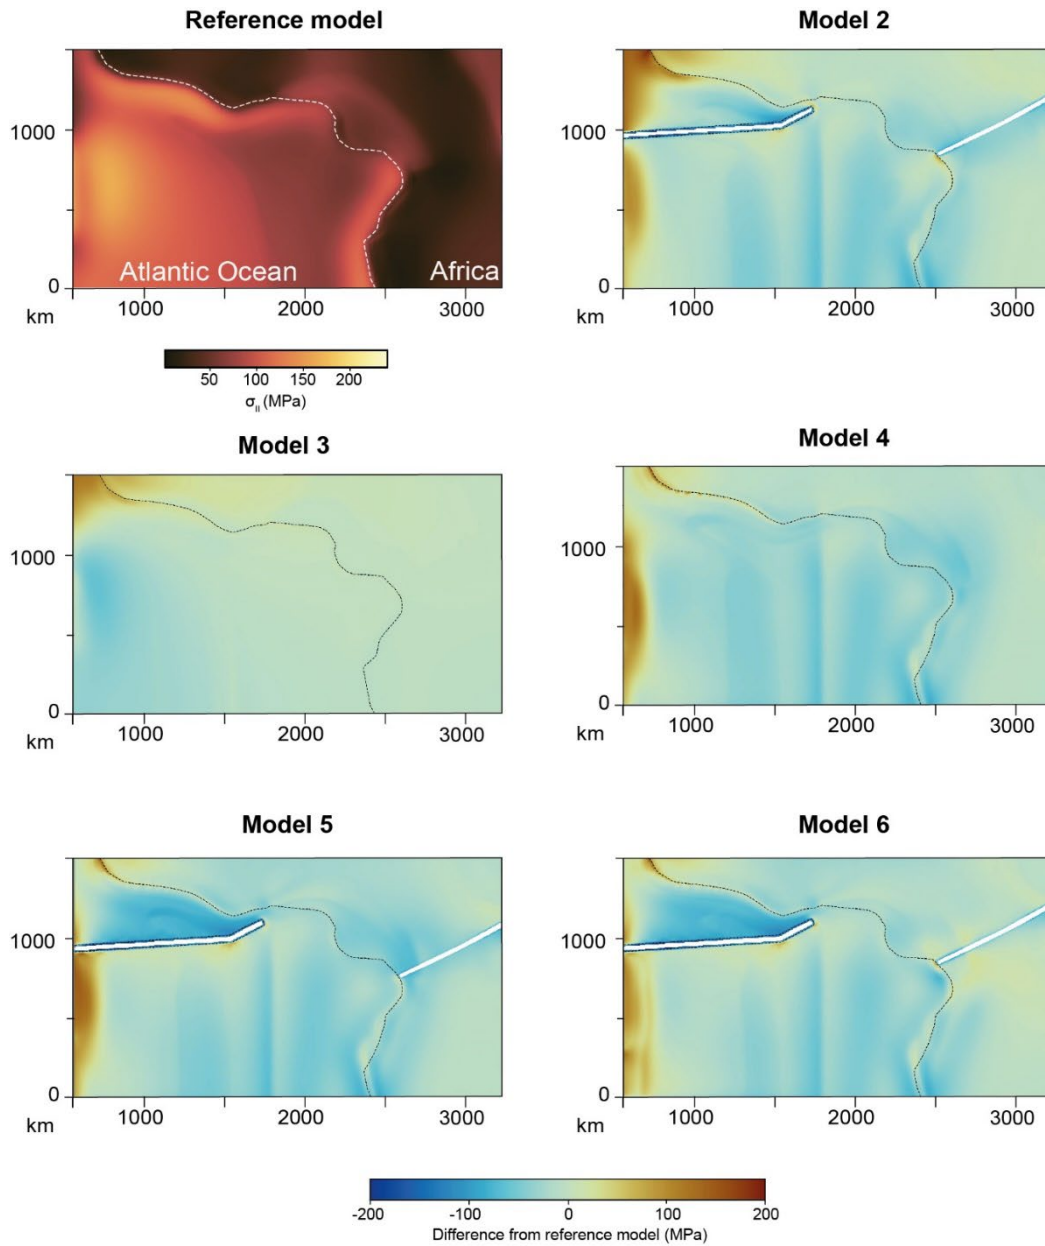 Reference model
Model 2
1000
0
km
Atlantic Ocean
Africa
1000
2000
3000
50
100
150
200
σ_II (MPa)
1000
0
km
1000
2000
3000
Model 3
Model 4
1000
0
km
1000
2000
3000
1000
0
km
1000
2000
3000
Model 5
Model 6
1000
0
km
1000
2000
3000
1000
0
km
1000
2000
3000
-200
-100
0
100
200
Difference from reference model (MPa)